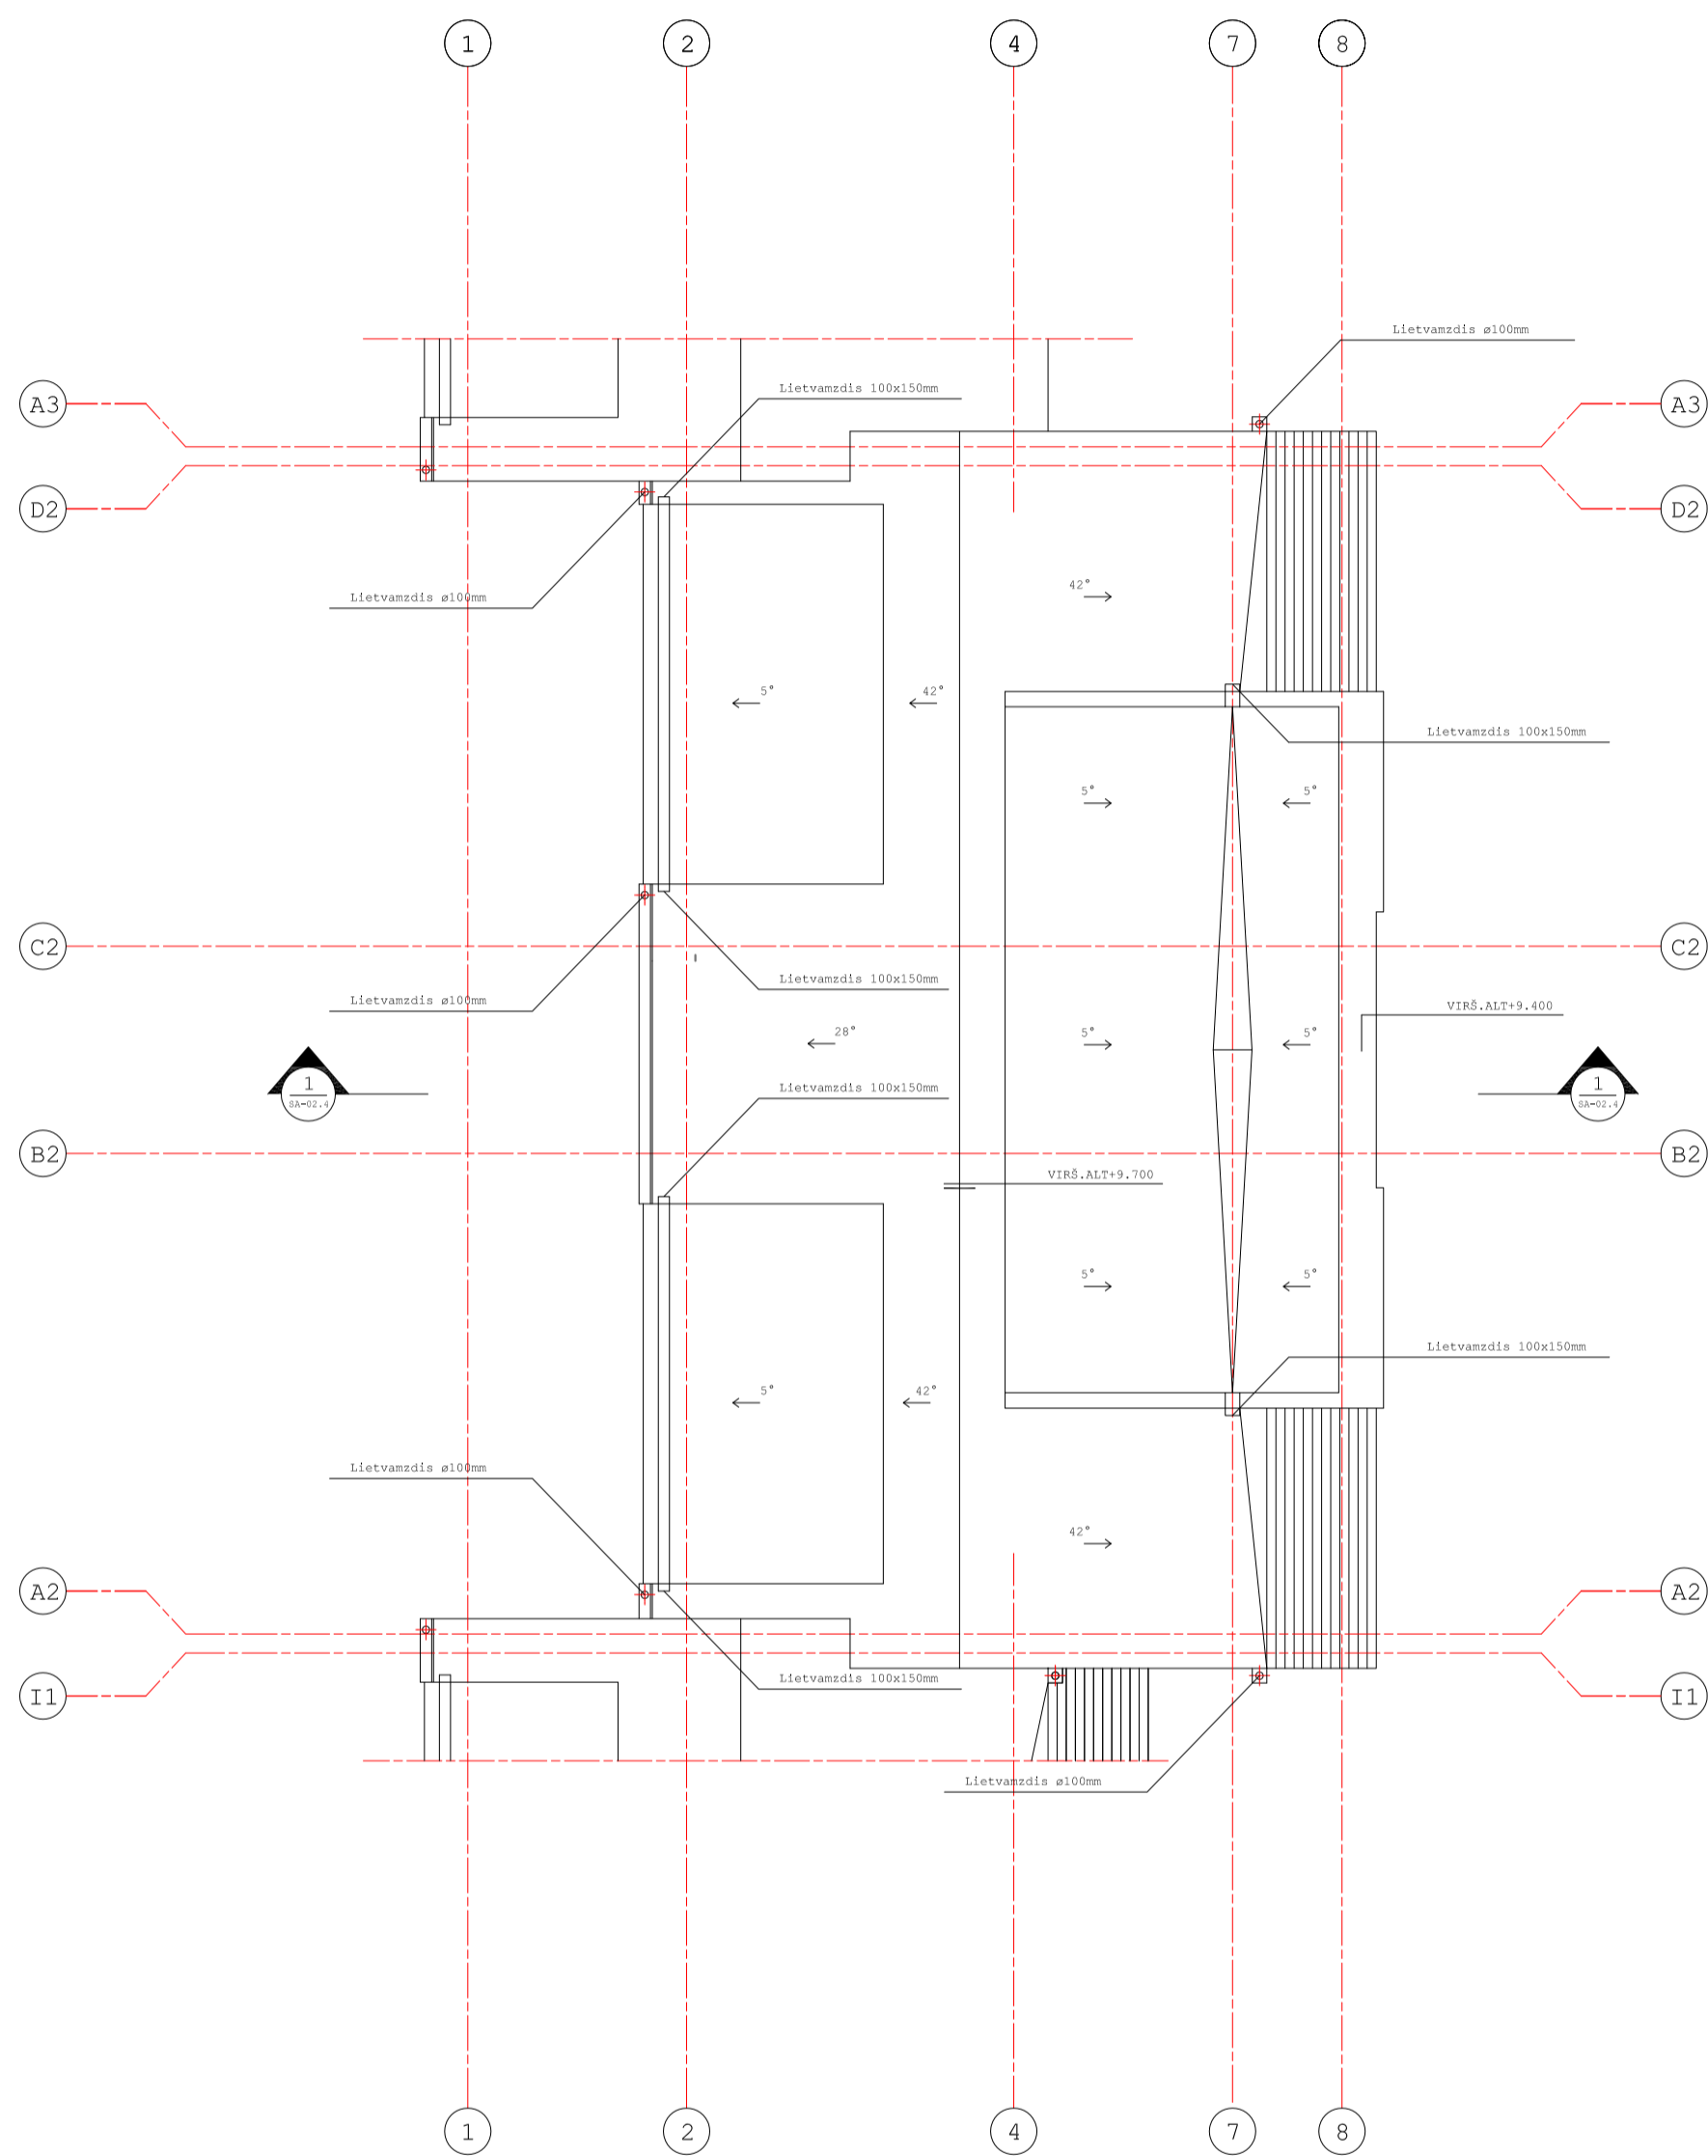 1 2 4 7 8
Lietvamzdis ø100mm
Lietvamzdis 100x150mm
A3 A3
D2 D2
42°
Lietvamzdis ø100mm
5° 42°
Lietvamzdis 100x150mm
5° 5°
C2 C2
Lietvamzdis 100x150mm
Lietvamzdis ø100mm
VIRŠ.ALT+9.400
28° 5° 5°
1 1
Lietvamzdis 100x150mm
SA-02.4 SA-02.4
B2 B2
VIRŠ.ALT+9.700
5° 5°
Lietvamzdis 100x150mm
5° 42°
Lietvamzdis ø100mm
42°
A2 A2
Lietvamzdis 100x150mm
I1 I1
Lietvamzdis ø100mm
1 2 4 7 8